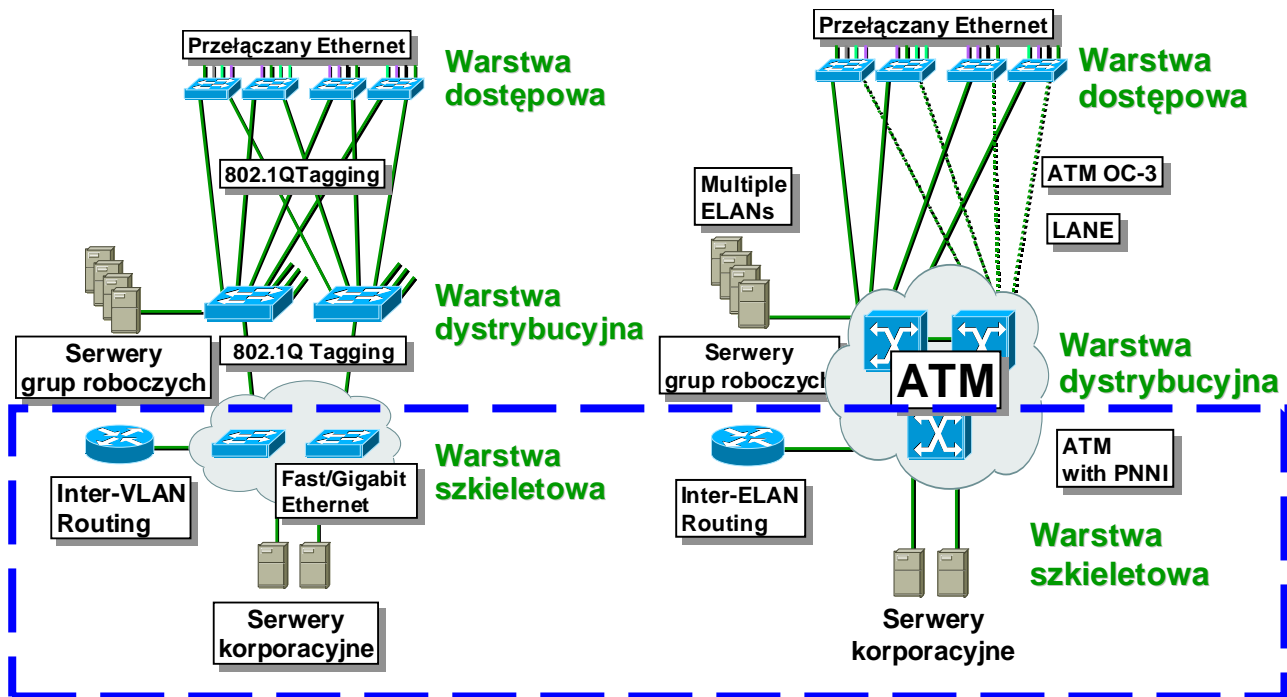 Przełączany Ethernet
Warstwa
dostępowa
802.1QTagging
Warstwa
dystrybucyjna
Serwery
grup roboczych
802.1Q Tagging
Inter-VLAN
Routing
Fast/Gigabit
Ethernet
Warstwa
szkieletowa
Serwery
korporacyjne
Przełączany Ethernet
Warstwa
dostępowa
Multiple
ELANs
ATM OC-3
LANE
Serwery
grup roboczych
ATM
Warstwa
dystrybucyjna
Inter-ELAN
Routing
ATM
with PNNI
Warstwa
szkieletowa
Serwery
korporacyjne